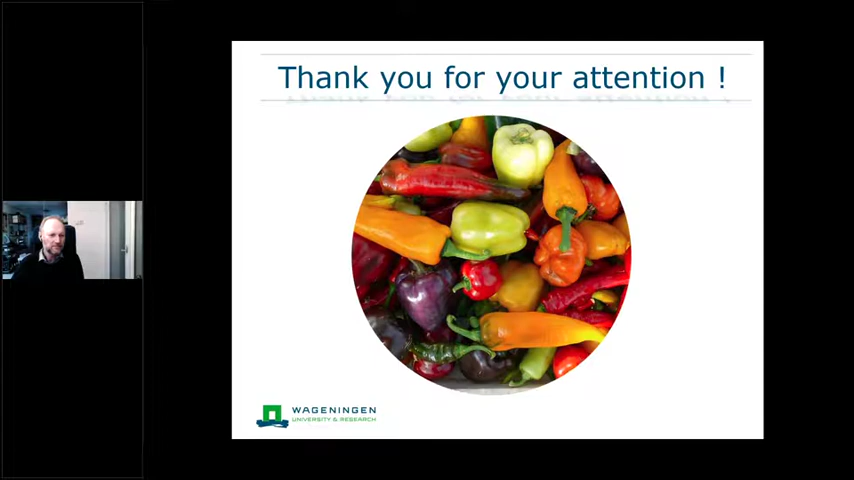 Thank you for your attention !
WAGENINGEN
UNIVERSITY & RESEARCH